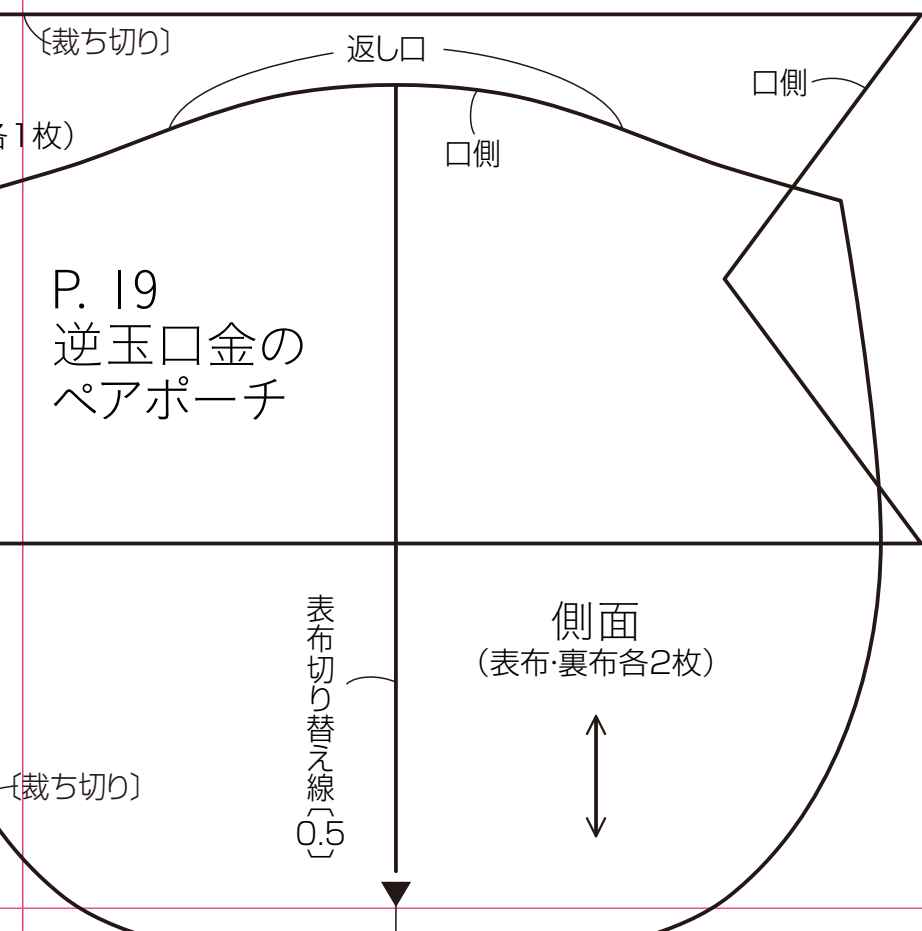 〔裁ち切り〕
返し口
口側
各1枚）
口側
P. 19
逆玉口金の
ペアポーチ
表布切り替え線〔0.5〕
側面
（表布・裏布各2枚）
〔裁ち切り〕